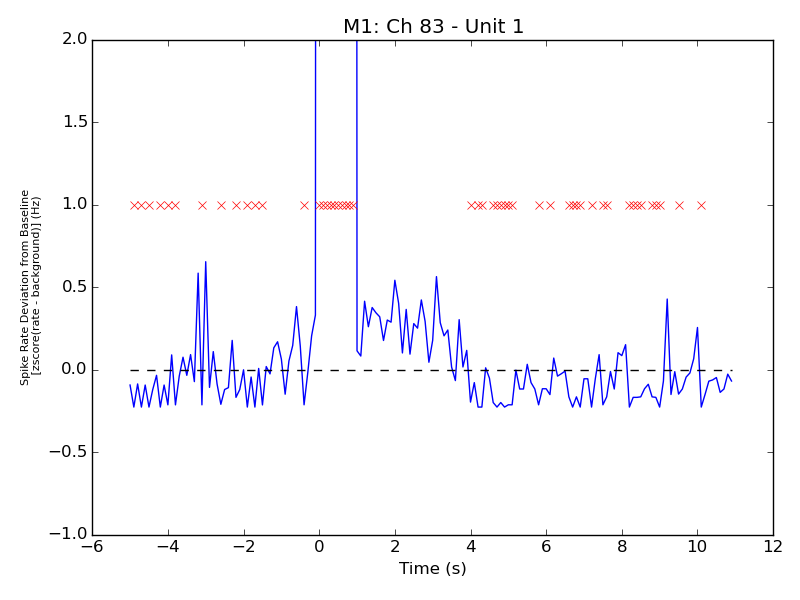 M1: Ch 83 - Unit 1
2.0
1.5
1.0
0.5
0.0
−0.5
−1.0
Spike Rate Deviation from Baseline
[zscore(rate - background)] (Hz)
−6 −4 −2 0 2 4 6 8 10 12
Time (s)